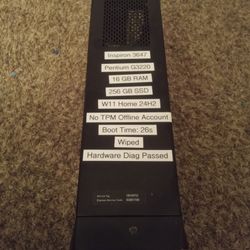 Inspiron 3647
Pentium G3220
16 GB RAM
256 GB SSD
W11 Home 24H2
No TPM Offline Account
Boot Time: 26s
Wiped
Hardware Diag Passed